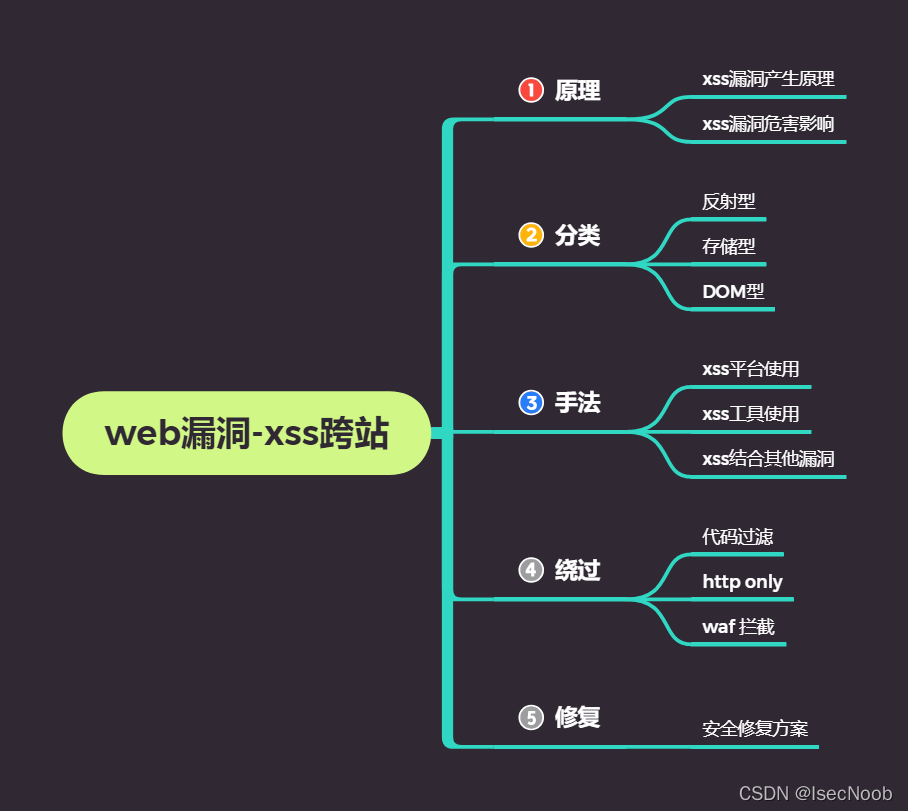 web漏洞-xss跨站
1 原理
xss漏洞产生原理
xss漏洞危害影响
2 分类
反射型
存储型
DOM型
3 手法
xss平台使用
xss工具使用
xss结合其他漏洞
4 绕过
代码过滤
http only
waf 拦截
5 修复
安全修复方案
CSDN @IsecNoob